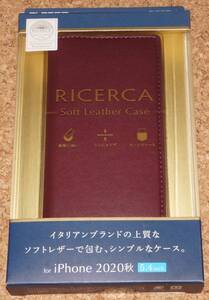 RICERCA
Soft Leather Case
イタリアンブランドの上質な
ソフトレザーで包む、シンプルなケース。
for iPhone 2020秋 5.4inch